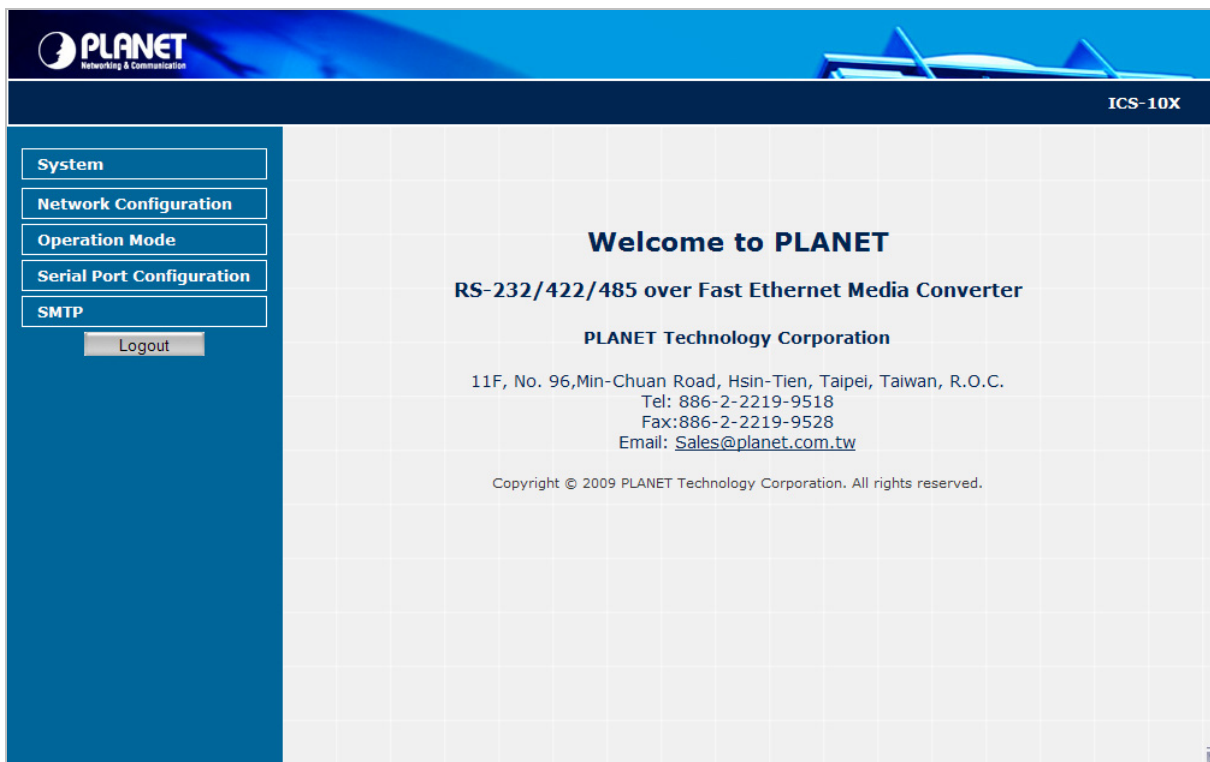 PLANET
Networking & Communication
ICS-10X
System
Network Configuration
Operation Mode
Serial Port Configuration
SMTP
Logout
Welcome to PLANET
RS-232/422/485 over Fast Ethernet Media Converter
PLANET Technology Corporation
11F, No. 96,Min-Chuan Road, Hsin-Tien, Taipei, Taiwan, R.O.C.
Tel: 886-2-2219-9518
Fax:886-2-2219-9528
Email: Sales@planet.com.tw
Copyright © 2009 PLANET Technology Corporation. All rights reserved.